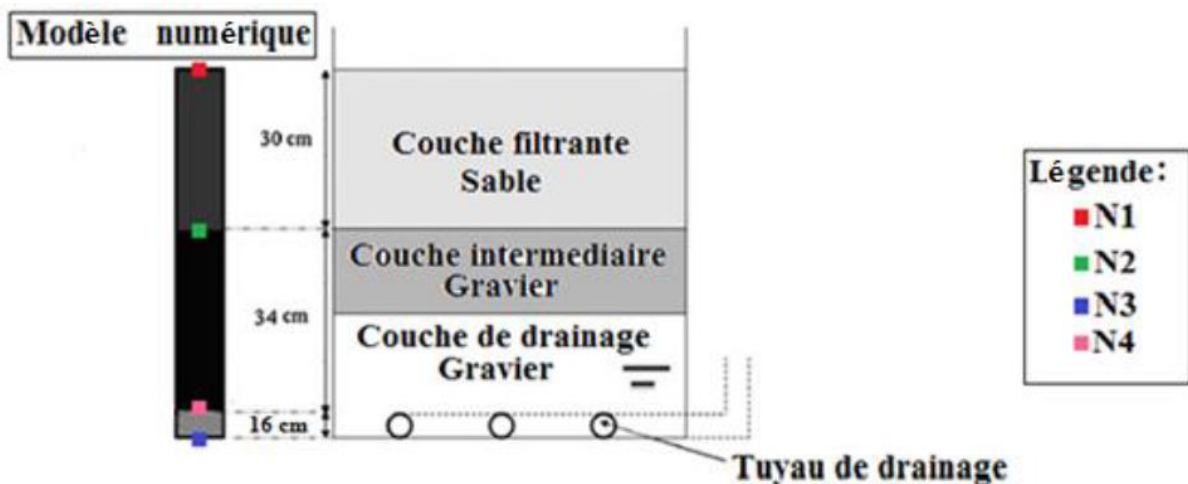 Modèle numérique
30 cm
Couche filtrante
Sable
Couche intermediaire
Gravier
34 cm
Couche de drainage
Gravier
16 cm
Tuyau de drainage
Légende:
N1
N2
N3
N4